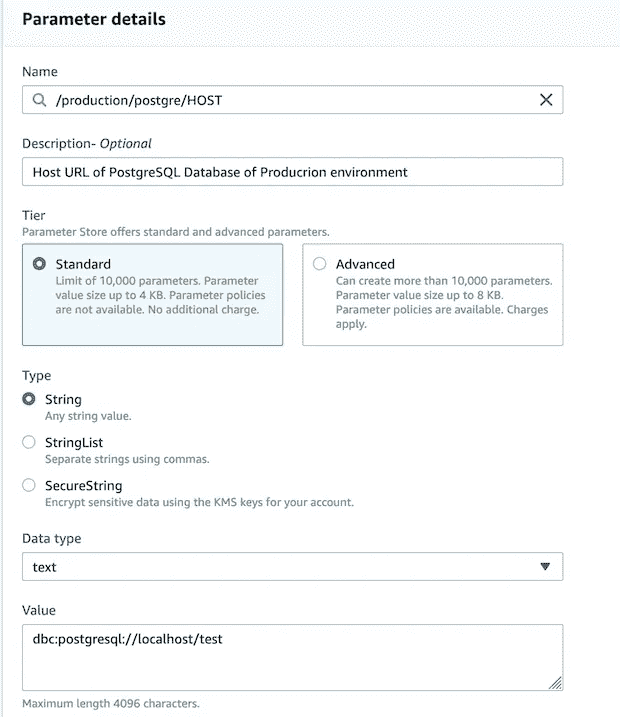 Parameter details
Name
/production/postgre/HOST
Description- Optional
Host URL of PostgreSQL Database of Producrion environment
Tier
Parameter Store offers standard and advanced parameters.
Standard
Limit of 10,000 parameters. Parameter
value size up to 4 KB. Parameter policies
are not available. No additional charge.
Advanced
Can create more than 10,000 parameters.
Parameter value size up to 8 KB.
Parameter policies are available. Charges
apply.
Type
String
Any string value.
StringList
Separate strings using commas.
SecureString
Encrypt sensitive data using the KMS keys for your account.
Data type
text
Value
dbc:postgresql://localhost/test
Maximum length 4096 characters.